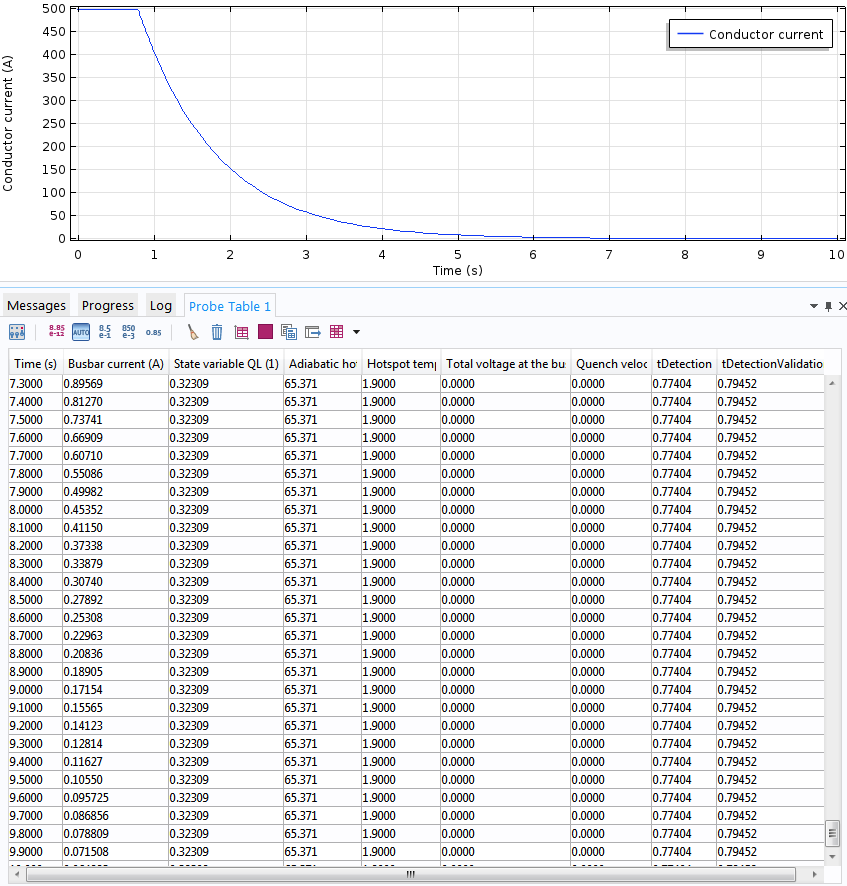 500
450
400
350
300
250
200
150
100
50
0
Conductor current (A)
Conductor current
0 1 2 3 4 5 6 7 8 9 10
Time (s)
Messages Progress Log Probe Table 1
8.85 e-12 AUTO 8.5 e-1 850 e-3 0.85
Time (s) Busbar current (A) State variable QL (1) Adiabatic ho Hotspot temp Total voltage at the bu Quench veloc tDetection tDetectionValidatio
7.3000 0.89569 0.32309 65.371 1.9000 0.0000 0.0000 0.77404 0.79452
7.4000 0.81270 0.32309 65.371 1.9000 0.0000 0.0000 0.77404 0.79452
7.5000 0.73741 0.32309 65.371 1.9000 0.0000 0.0000 0.77404 0.79452
7.6000 0.66909 0.32309 65.371 1.9000 0.0000 0.0000 0.77404 0.79452
7.7000 0.60710 0.32309 65.371 1.9000 0.0000 0.0000 0.77404 0.79452
7.8000 0.55086 0.32309 65.371 1.9000 0.0000 0.0000 0.77404 0.79452
7.9000 0.49982 0.32309 65.371 1.9000 0.0000 0.0000 0.77404 0.79452
8.0000 0.45352 0.32309 65.371 1.9000 0.0000 0.0000 0.77404 0.79452
8.1000 0.41150 0.32309 65.371 1.9000 0.0000 0.0000 0.77404 0.79452
8.2000 0.37338 0.32309 65.371 1.9000 0.0000 0.0000 0.77404 0.79452
8.3000 0.33879 0.32309 65.371 1.9000 0.0000 0.0000 0.77404 0.79452
8.4000 0.30740 0.32309 65.371 1.9000 0.0000 0.0000 0.77404 0.79452
8.5000 0.27892 0.32309 65.371 1.9000 0.0000 0.0000 0.77404 0.79452
8.6000 0.25308 0.32309 65.371 1.9000 0.0000 0.0000 0.77404 0.79452
8.7000 0.22963 0.32309 65.371 1.9000 0.0000 0.0000 0.77404 0.79452
8.8000 0.20836 0.32309 65.371 1.9000 0.0000 0.0000 0.77404 0.79452
8.9000 0.18905 0.32309 65.371 1.9000 0.0000 0.0000 0.77404 0.79452
9.0000 0.17154 0.32309 65.371 1.9000 0.0000 0.0000 0.77404 0.79452
9.1000 0.15565 0.32309 65.371 1.9000 0.0000 0.0000 0.77404 0.79452
9.2000 0.14123 0.32309 65.371 1.9000 0.0000 0.0000 0.77404 0.79452
9.3000 0.12814 0.32309 65.371 1.9000 0.0000 0.0000 0.77404 0.79452
9.4000 0.11627 0.32309 65.371 1.9000 0.0000 0.0000 0.77404 0.79452
9.5000 0.10550 0.32309 65.371 1.9000 0.0000 0.0000 0.77404 0.79452
9.6000 0.095725 0.32309 65.371 1.9000 0.0000 0.0000 0.77404 0.79452
9.7000 0.086856 0.32309 65.371 1.9000 0.0000 0.0000 0.77404 0.79452
9.8000 0.078809 0.32309 65.371 1.9000 0.0000 0.0000 0.77404 0.79452
9.9000 0.071508 0.32309 65.371 1.9000 0.0000 0.0000 0.77404 0.79452